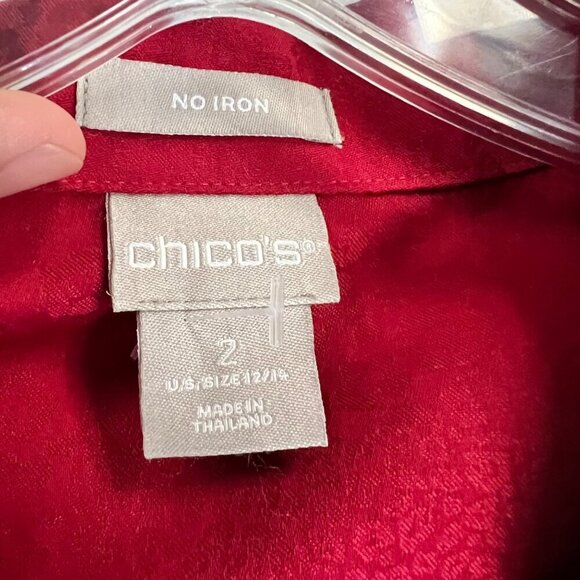 NO IRON
chico's®
2
U/S. SIZE 12/14
MADE IN
THAILAND